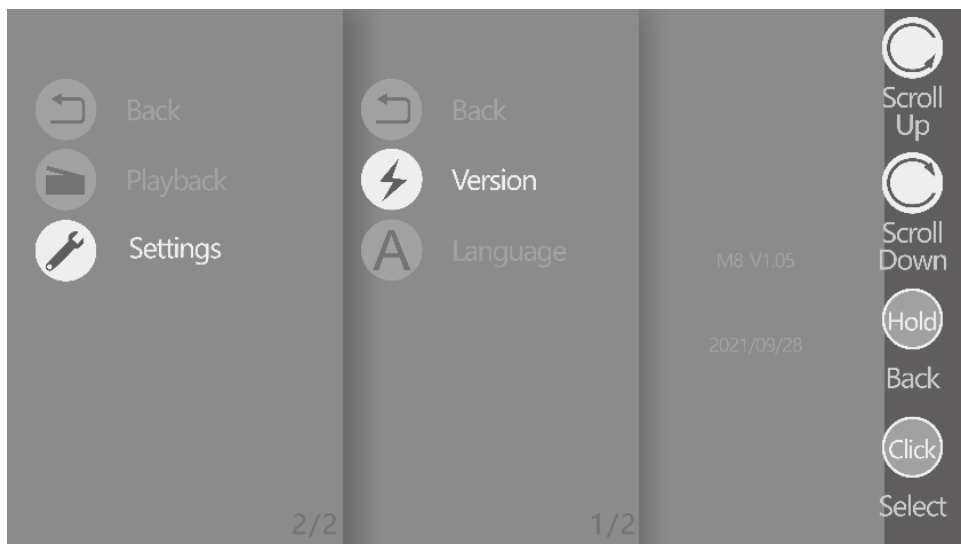 Back
Playback
Settings
2/2
Back
Version
A
Language
1/2
M8 V1.05
2021/09/28
Scroll
Up
Scroll
Down
Hold
Back
Click
Select